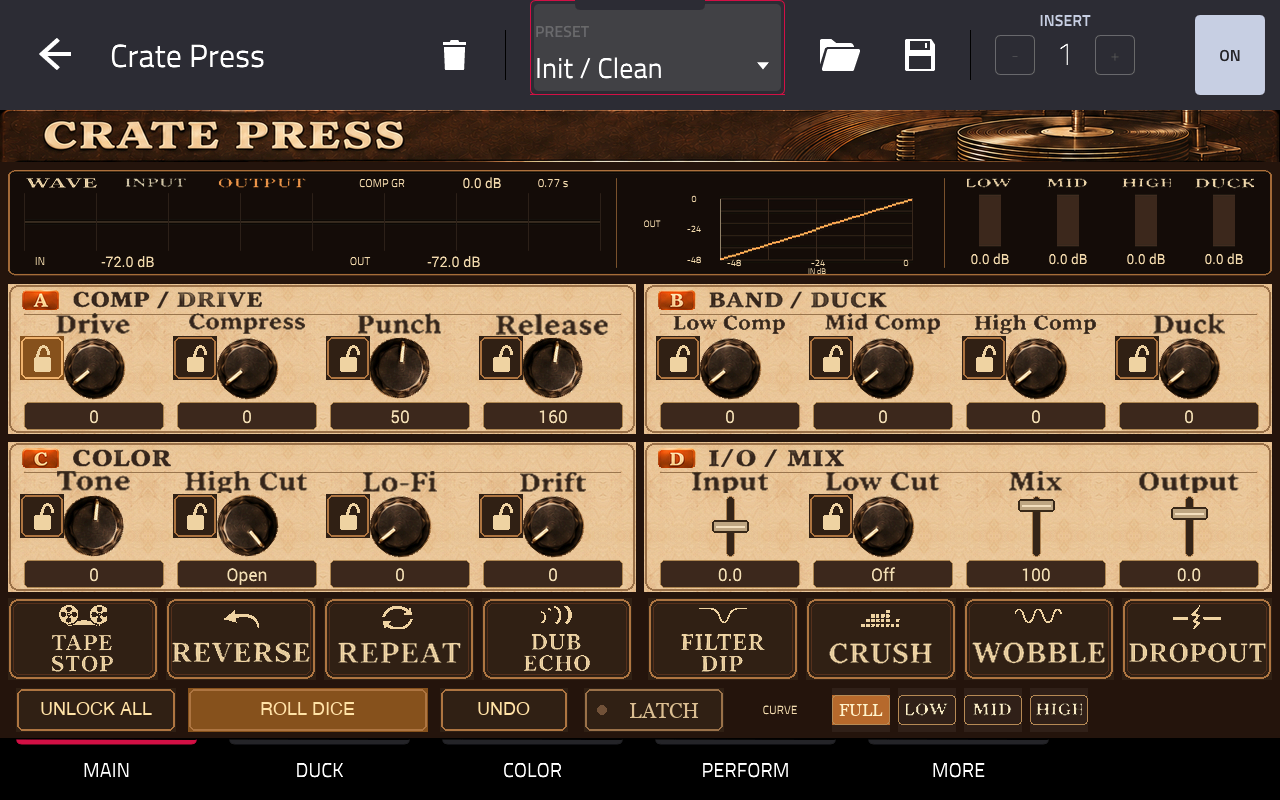 Crate Press
PRESET
Init / Clean
INSERT
- 1 +
ON
CRATE PRESS
WAVE INPUT OUTPUT COMP GR 0.0 dB 0.77 s
IN -72.0 dB OUT -72.0 dB
OUT
0
-24
-48
-48 -24 0
IN dB
LOW MID HIGH DUCK
0.0 dB 0.0 dB 0.0 dB 0.0 dB
A COMP / DRIVE
Drive Compress Punch Release
0 0 50 160
B BAND / DUCK
Low Comp Mid Comp High Comp Duck
0 0 0 0
C COLOR
Tone High Cut Lo-Fi Drift
0 Open 0 0
D I/O / MIX
Input Low Cut Mix Output
0.0 Off 100 0.0
TAPE STOP
REVERSE
REPEAT
DUB ECHO
FILTER DIP
CRUSH
WOBBLE
DROPOUT
UNLOCK ALL ROLL DICE UNDO LATCH CURVE FULL LOW MID HIGH
MAIN DUCK COLOR PERFORM MORE